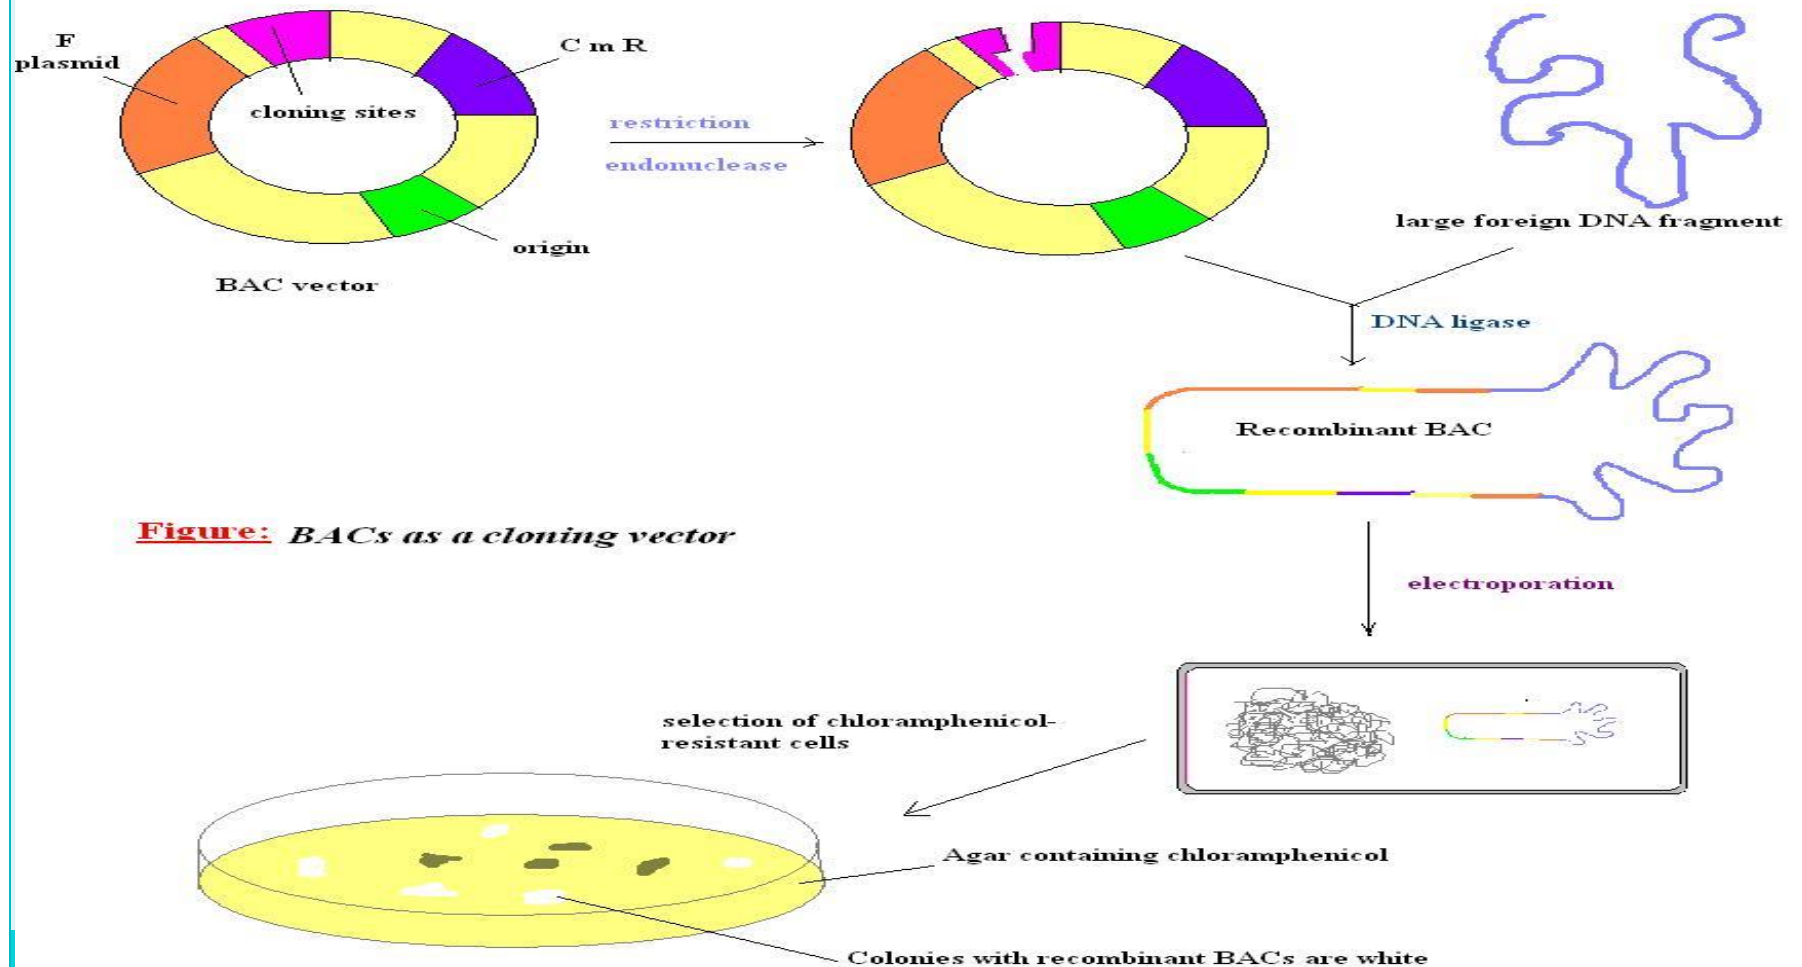 F
plasmid
C m R
cloning sites
origin
BAC vector
restriction
endonuclease
large foreign DNA fragment
DNA ligase
Recombinant BAC
Figure: BACs as a cloning vector
electroporation
selection of chloramphenicol-
resistant cells
Agar containing chloramphenicol
Colonies with recombinant BACs are white